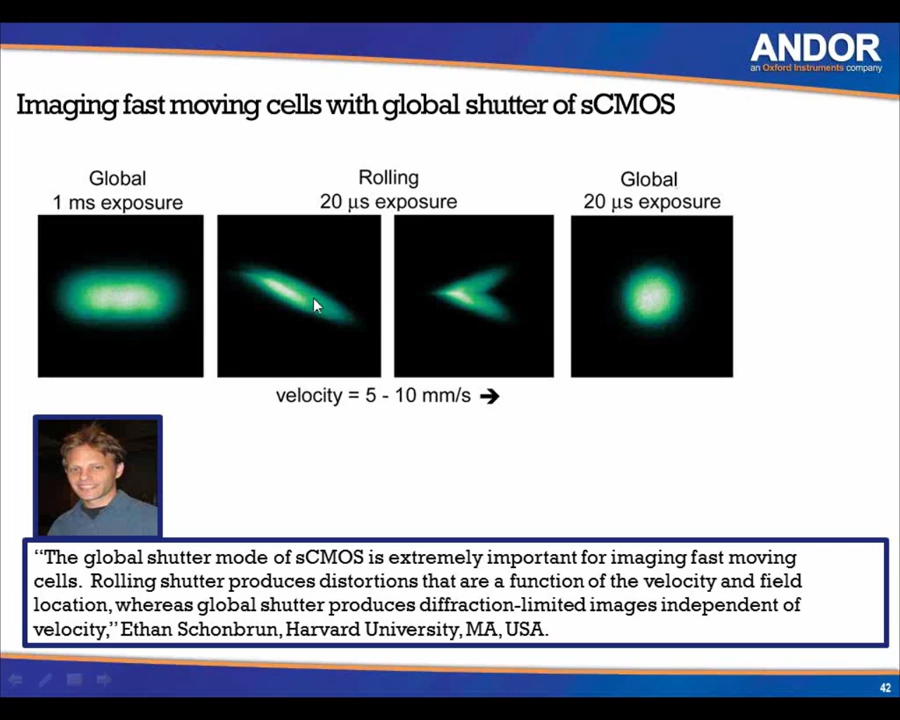 ANDOR
an Oxford Instruments company
Imaging fast moving cells with global shutter of sCMOS
Global
1 ms exposure
Rolling
20 μs exposure
Global
20 μs exposure
velocity = 5 - 10 mm/s ➔
“The global shutter mode of sCMOS is extremely important for imaging fast moving
cells. Rolling shutter produces distortions that are a function of the velocity and field
location, whereas global shutter produces diffraction-limited images independent of
velocity,” Ethan Schonbrun, Harvard University, MA, USA.
42